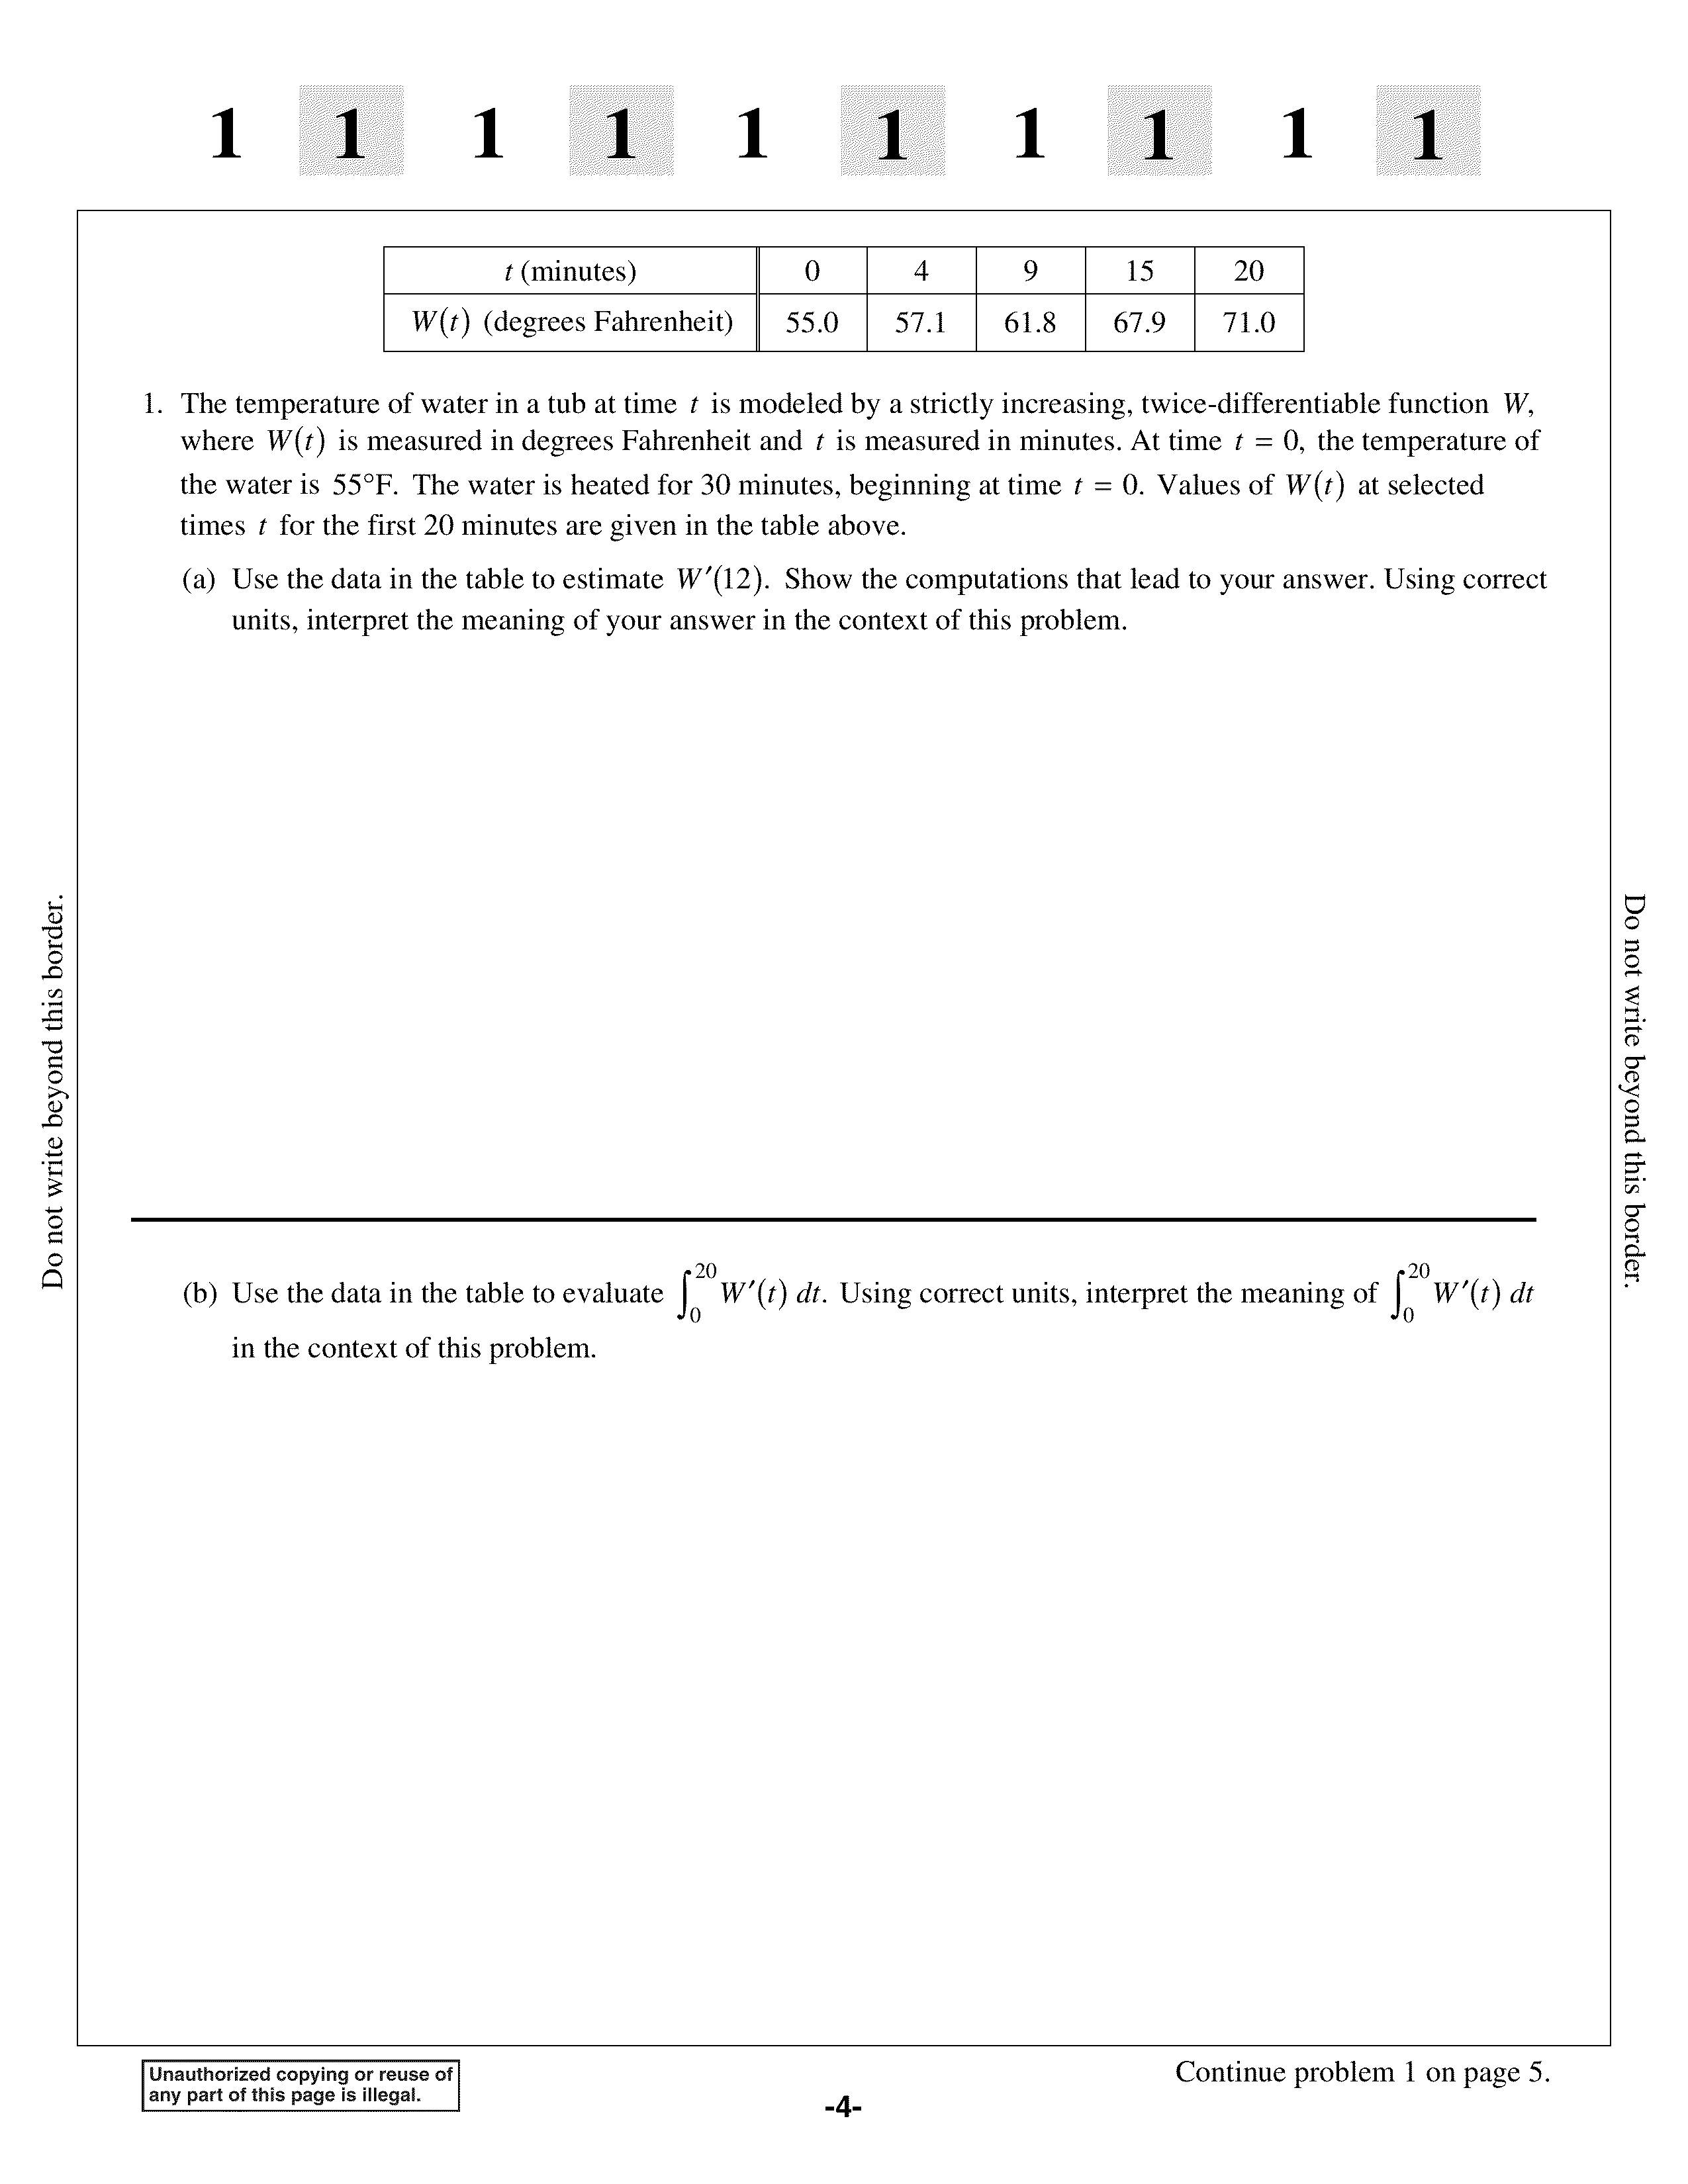 1 1 1 1 1 1 1 1 1 1
t (minutes) 0 4 9 15 20
W(t) (degrees Fahrenheit) 55.0 57.1 61.8 67.9 71.0
1. The temperature of water in a tub at time t is modeled by a strictly increasing, twice-differentiable function W,
where W(t) is measured in degrees Fahrenheit and t is measured in minutes. At time t = 0, the temperature of
the water is 55°F. The water is heated for 30 minutes, beginning at time t = 0. Values of W(t) at selected
times t for the first 20 minutes are given in the table above.
(a) Use the data in the table to estimate W′(12). Show the computations that lead to your answer. Using correct
units, interpret the meaning of your answer in the context of this problem.
Do not write beyond this border.
Do not write beyond this border.
(b) Use the data in the table to evaluate ∫₀²⁰ W′(t) dt. Using correct units, interpret the meaning of ∫₀²⁰ W′(t) dt
in the context of this problem.
Unauthorized copying or reuse of
any part of this page is illegal.
Continue problem 1 on page 5.
-4-